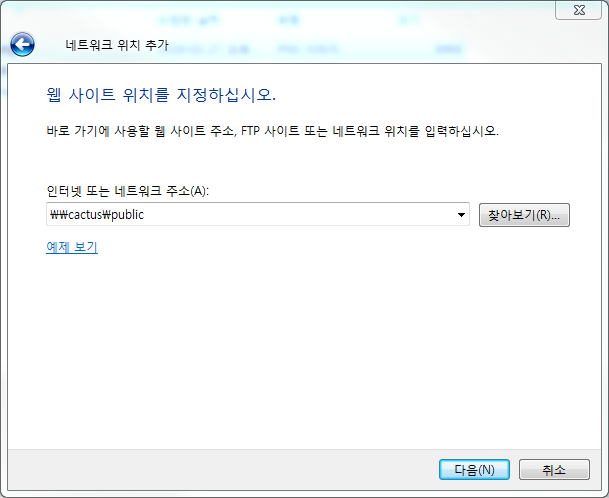 네트워크 위치 추가
웹 사이트 위치를 지정하십시오.
바로 가기에 사용할 웹 사이트 주소, FTP 사이트 또는 네트워크 위치를 입력하십시오.
인터넷 또는 네트워크 주소(A):
₩₩cactus₩public
찾아보기(R)...
예제 보기
다음(N)
취소